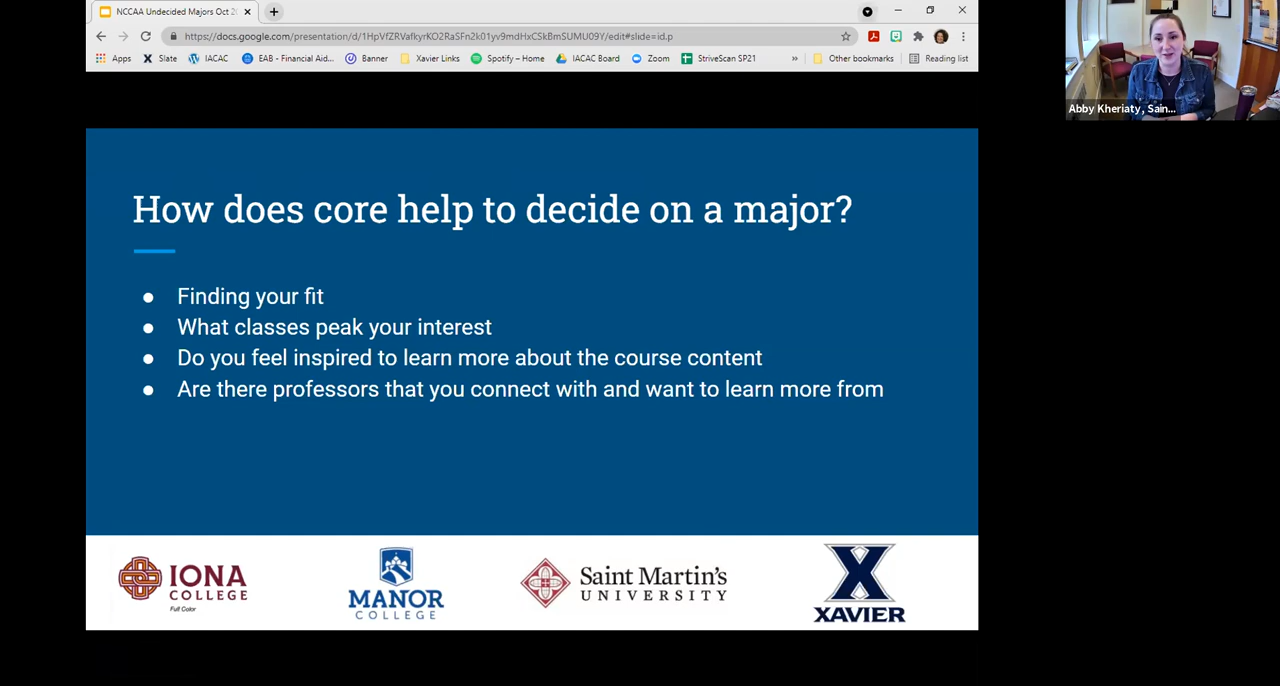 NCCAA Undecided Majors Oct 2
https://docs.google.com/presentation/d/1HpVfZRVafkyrKO2RaSFn2k01yv9mdHxCSkBmSUMU09Y/edit#slide=id.p
Apps Slate IACAC EAB - Financial Aid... Banner Xavier Links Spotify – Home IACAC Board Zoom StriveScan SP21 » Other bookmarks Reading list
Abby Kheriaty, Sain...
How does core help to decide on a major?
● Finding your fit
● What classes peak your interest
● Do you feel inspired to learn more about the course content
● Are there professors that you connect with and want to learn more from
IONA
COLLEGE
Full Color
MANOR
COLLEGE
Saint Martin's
UNIVERSITY
X
XAVIER